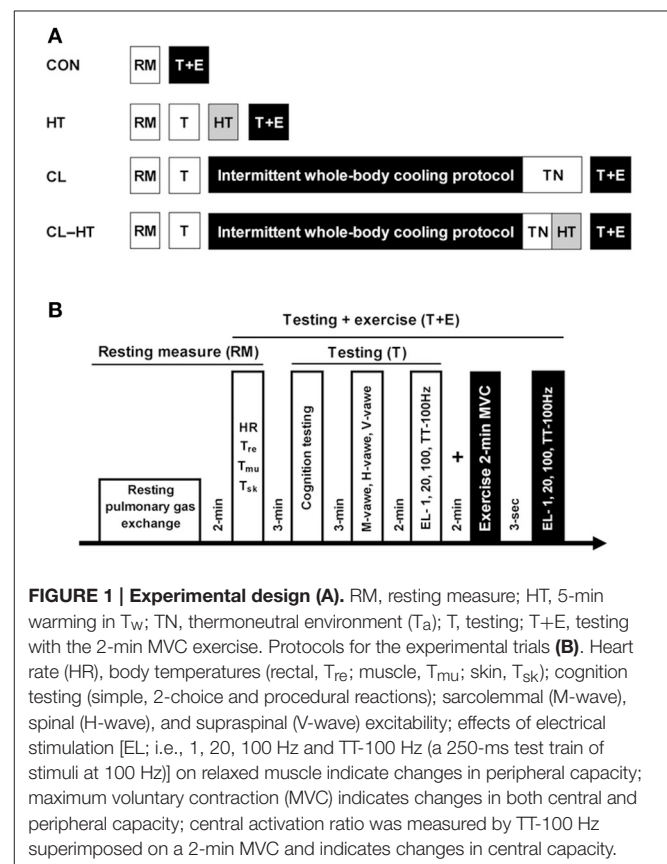 A
CON RM T+E
HT RM T HT T+E
CL RM T Intermittent whole-body cooling protocol TN T+E
CL–HT RM T Intermittent whole-body cooling protocol TN HT T+E
B
Testing + exercise (T+E)
Resting measure (RM) Testing (T)
Resting
pulmonary gas
exchange
2-min
HR
Tre
Tmu
Tsk
3-min
Cognition testing
3-min
M-vawe, H-vawe, V-vawe
2-min
EL- 1, 20, 100, TT-100Hz
+
2-min
Exercise 2-min MVC
3-sec
EL- 1, 20, 100, TT-100Hz
FIGURE 1 | Experimental design (A). RM, resting measure; HT, 5-min
warming in Tw; TN, thermoneutral environment (Ta); T, testing; T+E, testing
with the 2-min MVC exercise. Protocols for the experimental trials (B). Heart
rate (HR), body temperatures (rectal, Tre; muscle, Tmu; skin, Tsk); cognition
testing (simple, 2-choice and procedural reactions); sarcolemmal (M-wave),
spinal (H-wave), and supraspinal (V-wave) excitability; effects of electrical
stimulation [EL; i.e., 1, 20, 100 Hz and TT-100 Hz (a 250-ms test train of
stimuli at 100 Hz)] on relaxed muscle indicate changes in peripheral capacity;
maximum voluntary contraction (MVC) indicates changes in both central and
peripheral capacity; central activation ratio was measured by TT-100 Hz
superimposed on a 2-min MVC and indicates changes in central capacity.